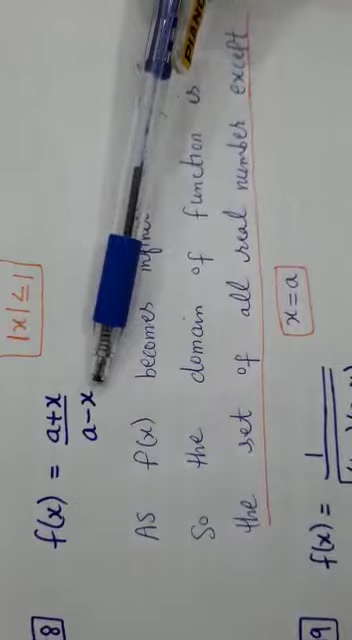 |x| ≤ 1
8 f(x) = a+x
a-x
As f(x) becomes
So the domain of function is
the set of all real number except
x=a
9 f(x) = 1
PIANO